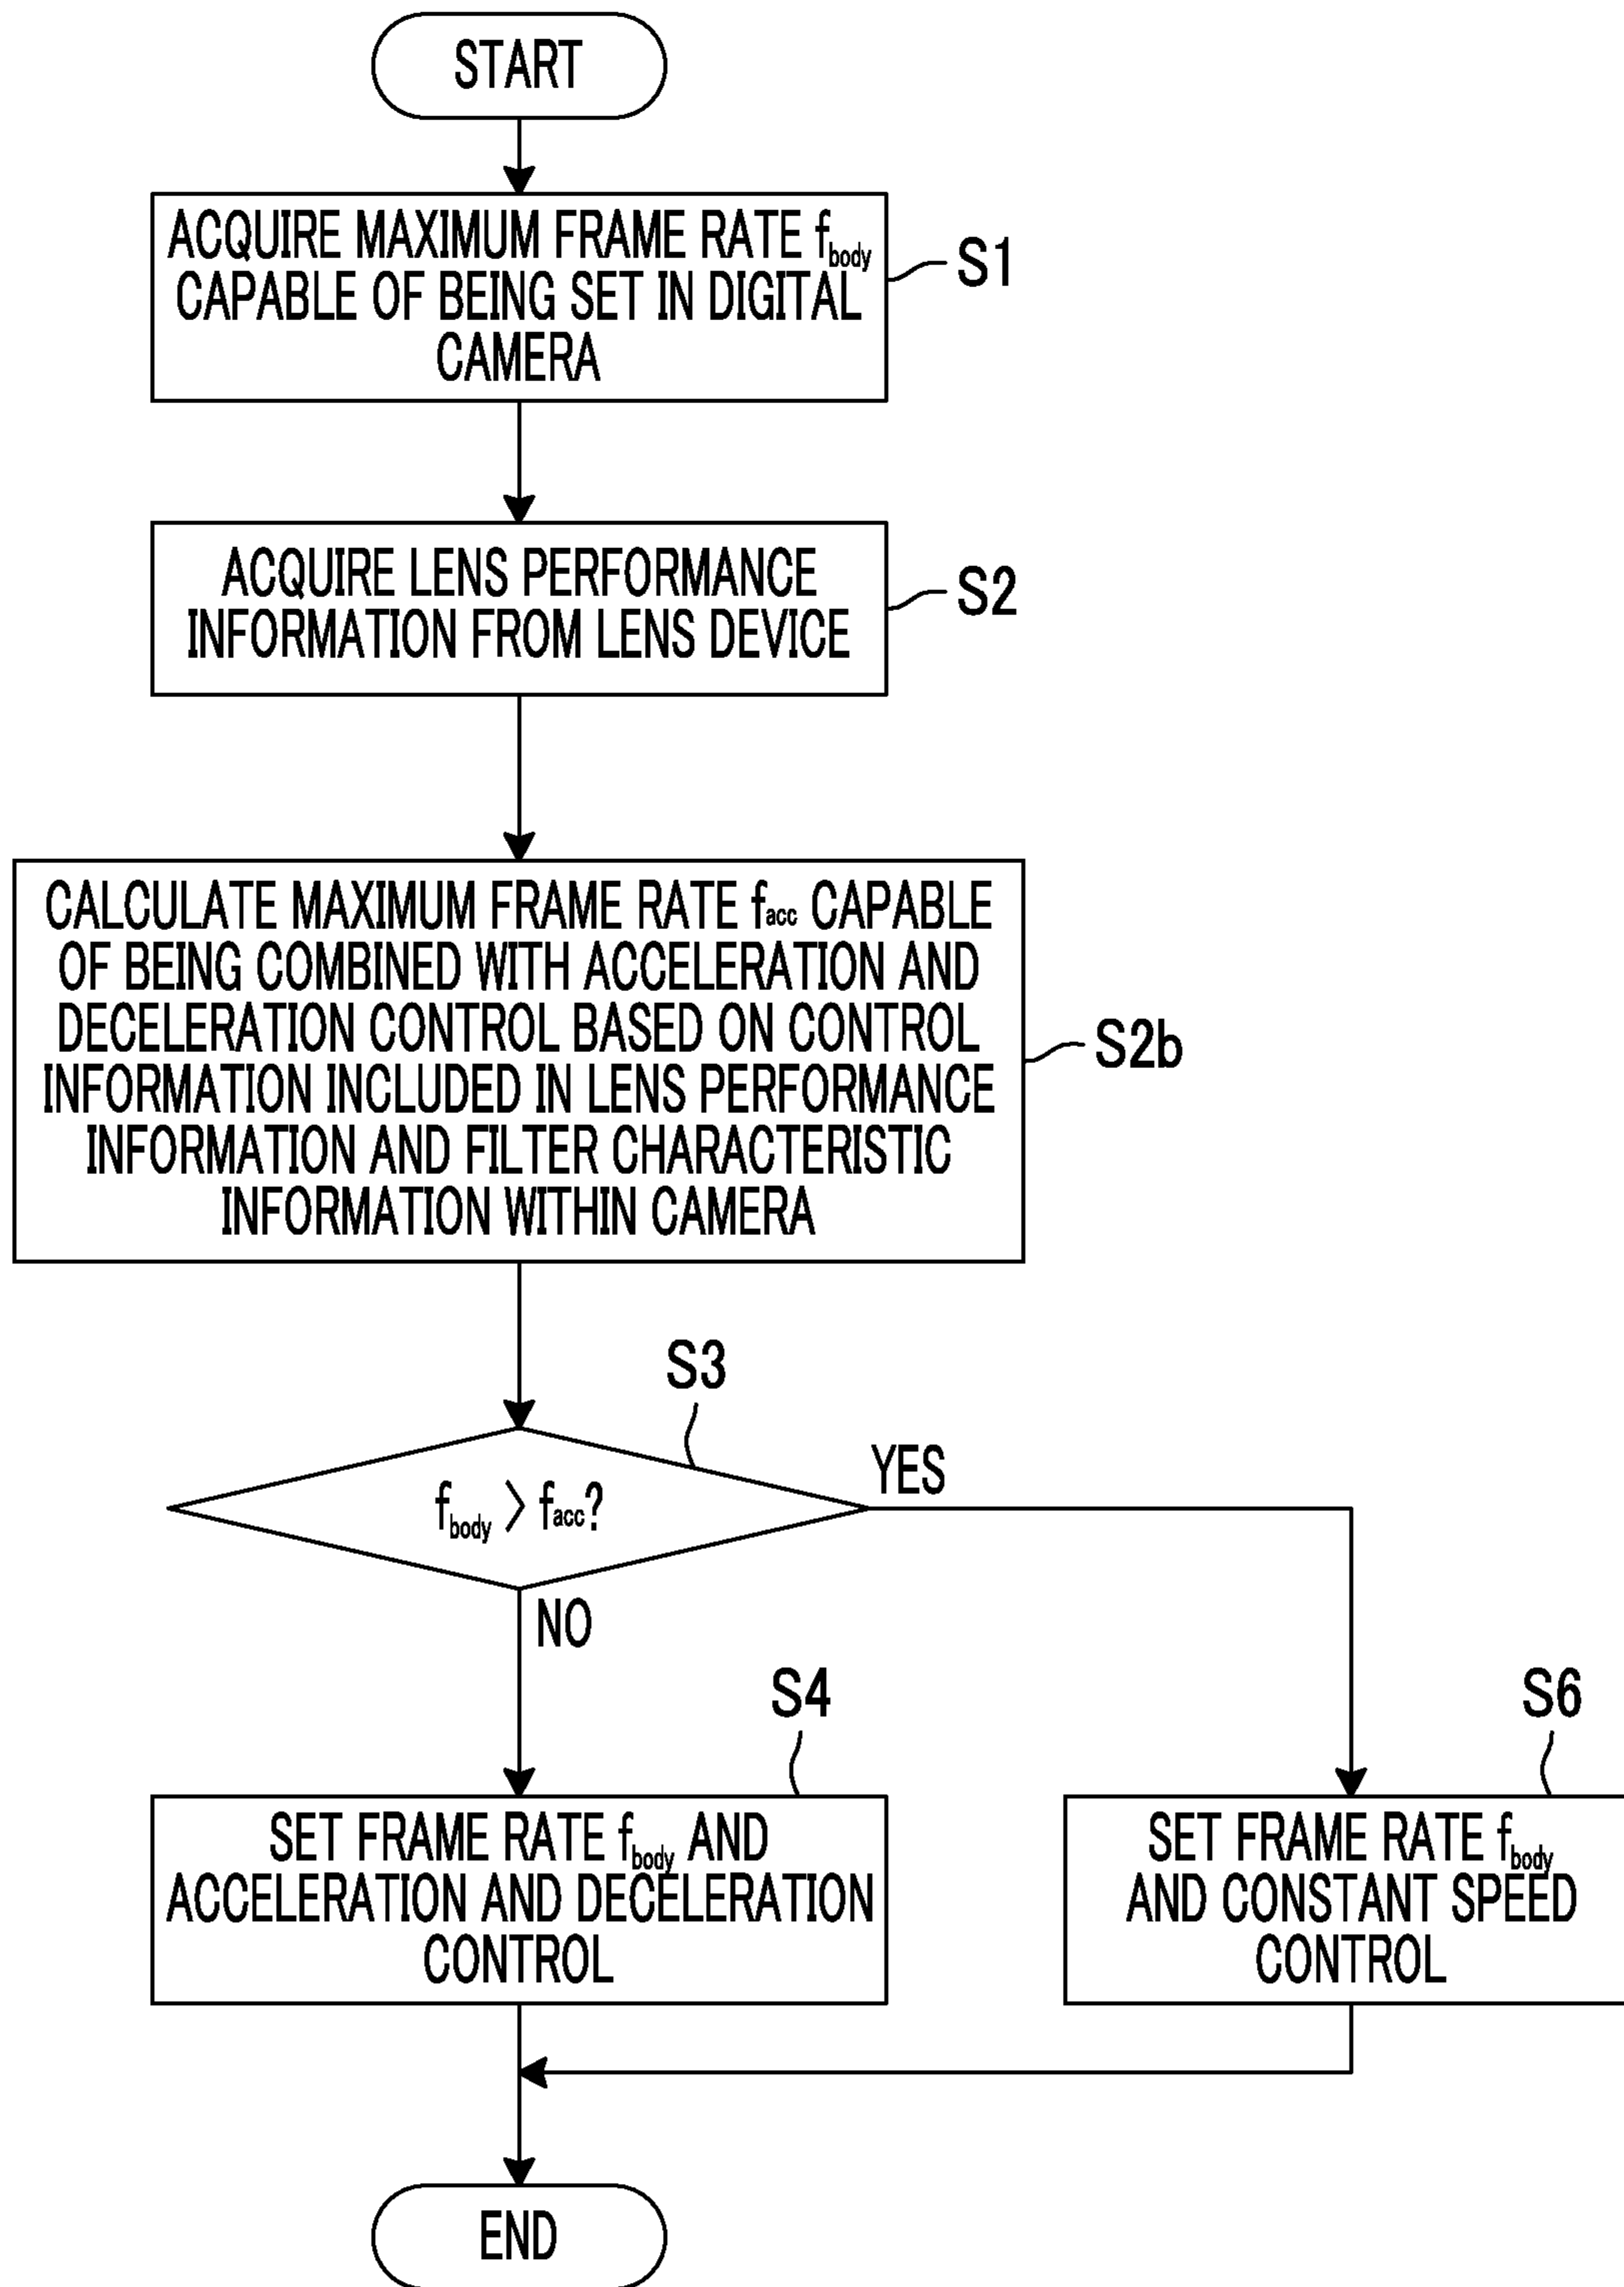 START
ACQUIRE MAXIMUM FRAME RATE fbody
CAPABLE OF BEING SET IN DIGITAL
CAMERA
S1
ACQUIRE LENS PERFORMANCE
INFORMATION FROM LENS DEVICE
S2
CALCULATE MAXIMUM FRAME RATE facc CAPABLE
OF BEING COMBINED WITH ACCELERATION AND
DECELERATION CONTROL BASED ON CONTROL
INFORMATION INCLUDED IN LENS PERFORMANCE
INFORMATION AND FILTER CHARACTERISTIC
INFORMATION WITHIN CAMERA
S2b
S3
fbody > facc?
YES
NO
S4
SET FRAME RATE fbody AND
ACCELERATION AND DECELERATION
CONTROL
S6
SET FRAME RATE fbody
AND CONSTANT SPEED
CONTROL
END